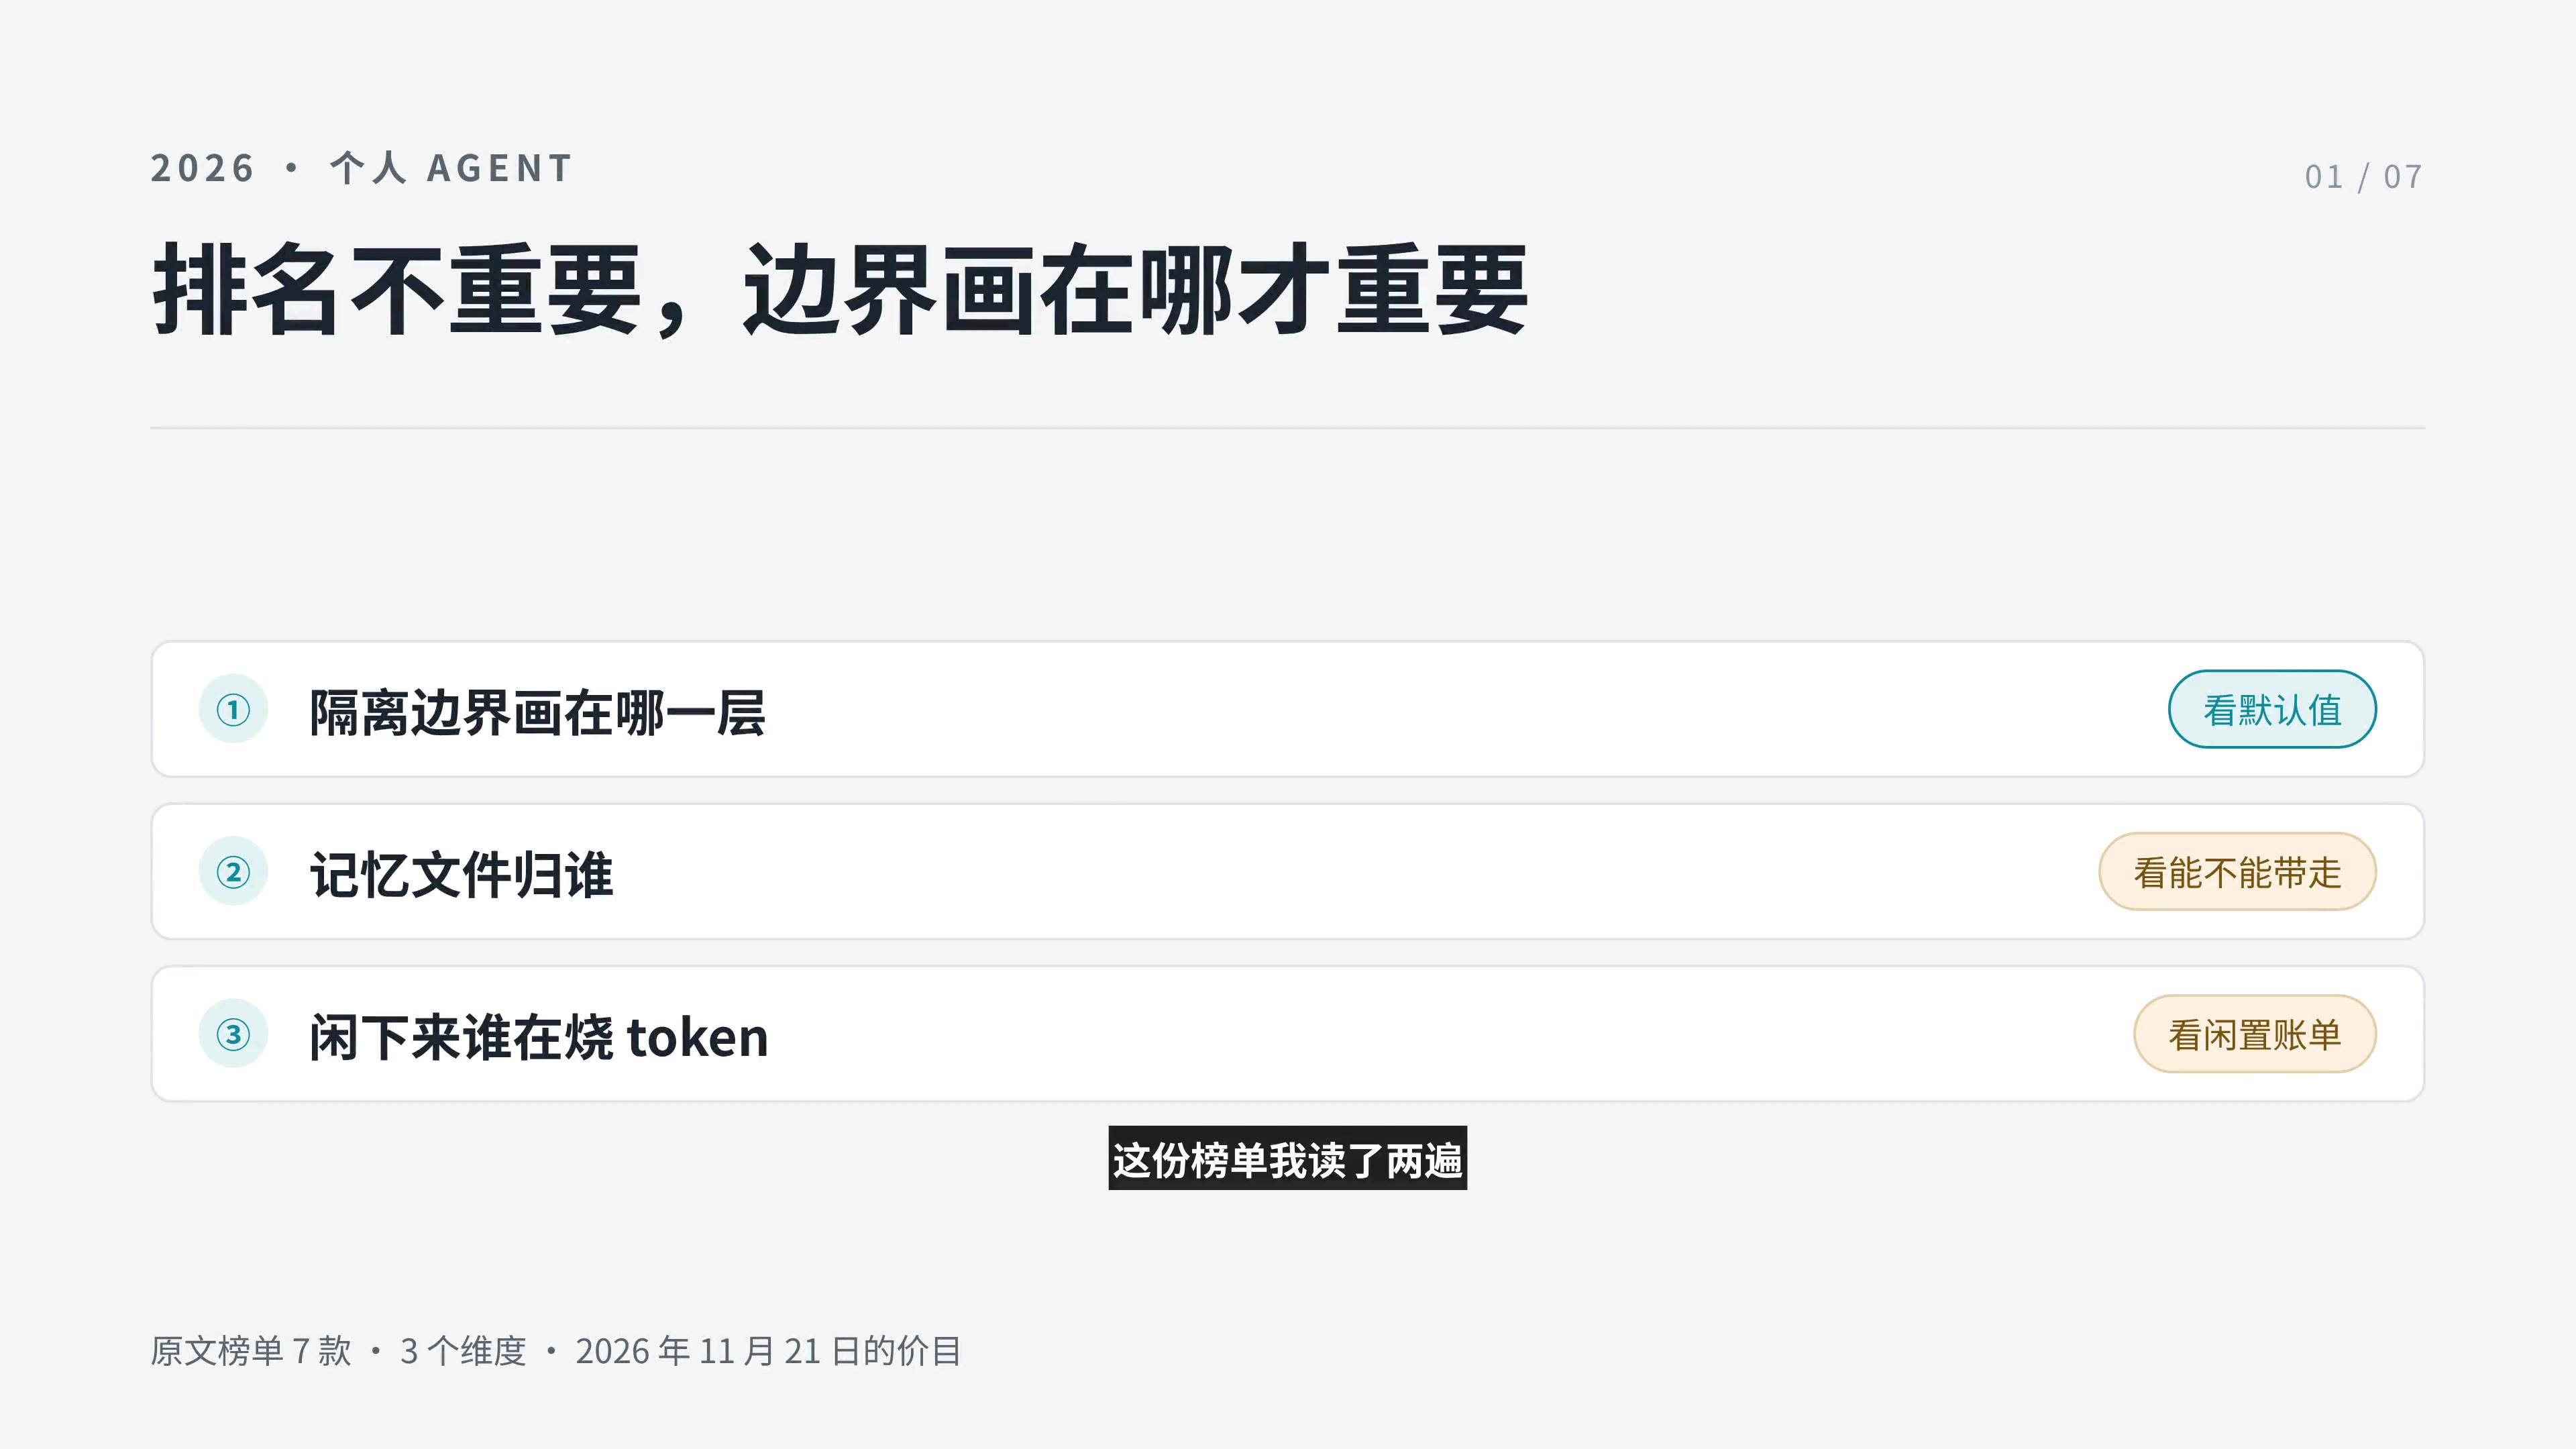 2026 · 个人 AGENT
01 / 07
排名不重要，边界画在哪才重要
① 隔离边界画在哪一层 看默认值
② 记忆文件归谁 看能不能带走
③ 闲下来谁在烧 token 看闲置账单
这份榜单我读了两遍
原文榜单 7 款 · 3 个维度 · 2026 年 11 月 21 日的价目